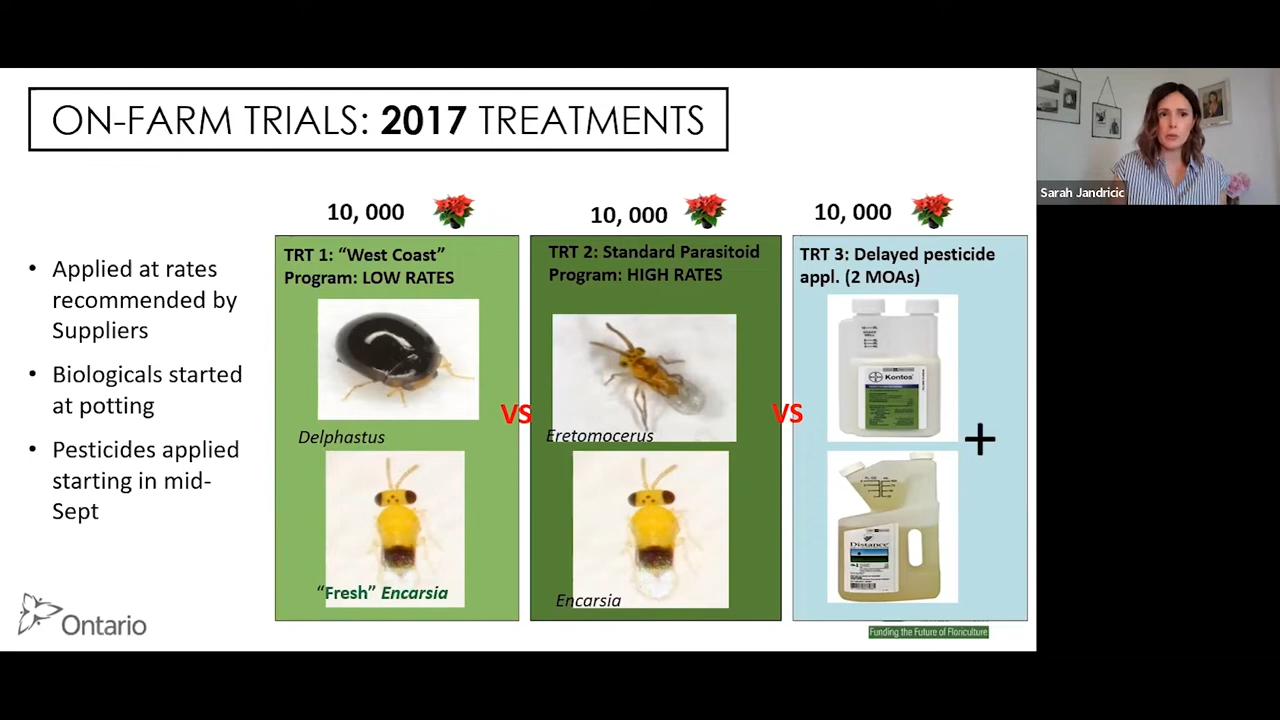 ON-FARM TRIALS: 2017 TREATMENTS
Sarah Jandricic
10, 000
10, 000
10, 000
• Applied at rates
recommended by
Suppliers
• Biologicals started
at potting
• Pesticides applied
starting in mid-
Sept
TRT 1: “West Coast”
Program: LOW RATES
Delphastus
“Fresh” Encarsia
VS
TRT 2: Standard Parasitoid
Program: HIGH RATES
Eretomocerus
Encarsia
VS
TRT 3: Delayed pesticide
appl. (2 MOAs)
Kontos
+
Distance
Ontario
Funding the Future of Floriculture